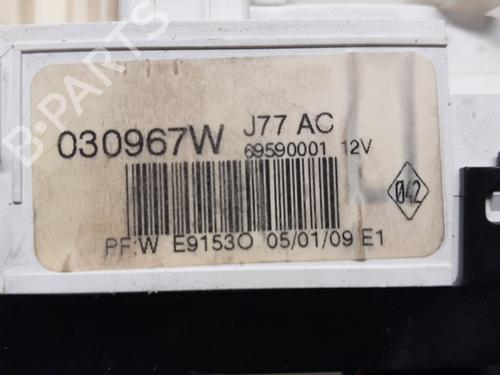 030967W J77 AC
69590001 12V
042
PF:W E9153O 05/01/09 E1
B-PARTS